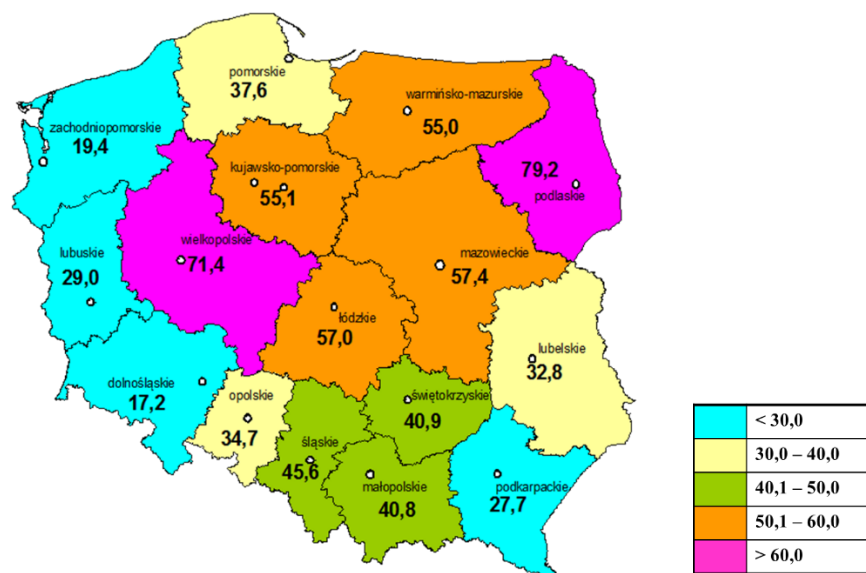 pomorskie
37,6
warmińsko-mazurskie
55,0
zachodniopomorskie
19,4
kujawsko-pomorskie
55,1
79,2
podlaskie
lubuskie
29,0
wielkopolskie
71,4
mazowieckie
57,4
łódzkie
57,0
lubelskie
32,8
dolnośląskie
17,2
opolskie
34,7
śląskie
45,6
świętokrzyskie
40,9
małopolskie
40,8
podkarpackie
27,7
< 30,0
30,0 – 40,0
40,1 – 50,0
50,1 – 60,0
> 60,0